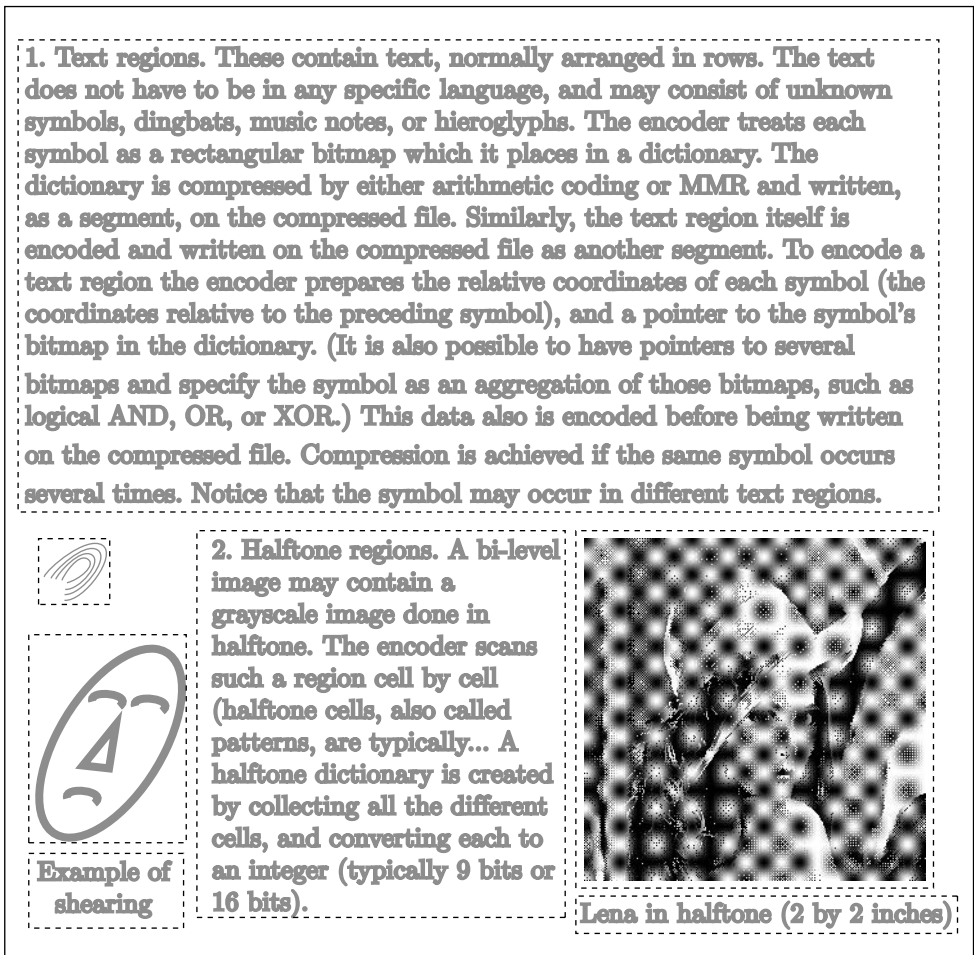 1. Text regions. These contain text, normally arranged in rows. The text
does not have to be in any specific language, and may consist of unknown
symbols, dingbats, music notes, or hieroglyphs. The encoder treats each
symbol as a rectangular bitmap which it places in a dictionary. The
dictionary is compressed by either arithmetic coding or MMR and written,
as a segment, on the compressed file. Similarly, the text region itself is
encoded and written on the compressed file as another segment. To encode a
text region the encoder prepares the relative coordinates of each symbol (the
coordinates relative to the preceding symbol), and a pointer to the symbol's
bitmap in the dictionary. (It is also possible to have pointers to several
bitmaps and specify the symbol as an aggregation of those bitmaps, such as
logical AND, OR, or XOR.) This data also is encoded before being written
on the compressed file. Compression is achieved if the same symbol occurs
several times. Notice that the symbol may occur in different text regions.
Example of
shearing
2. Halftone regions. A bi-level
image may contain a
grayscale image done in
halftone. The encoder scans
such a region cell by cell
(halftone cells, also called
patterns, are typically... A
halftone dictionary is created
by collecting all the different
cells, and converting each to
an integer (typically 9 bits or
16 bits).
Lena in halftone (2 by 2 inches)